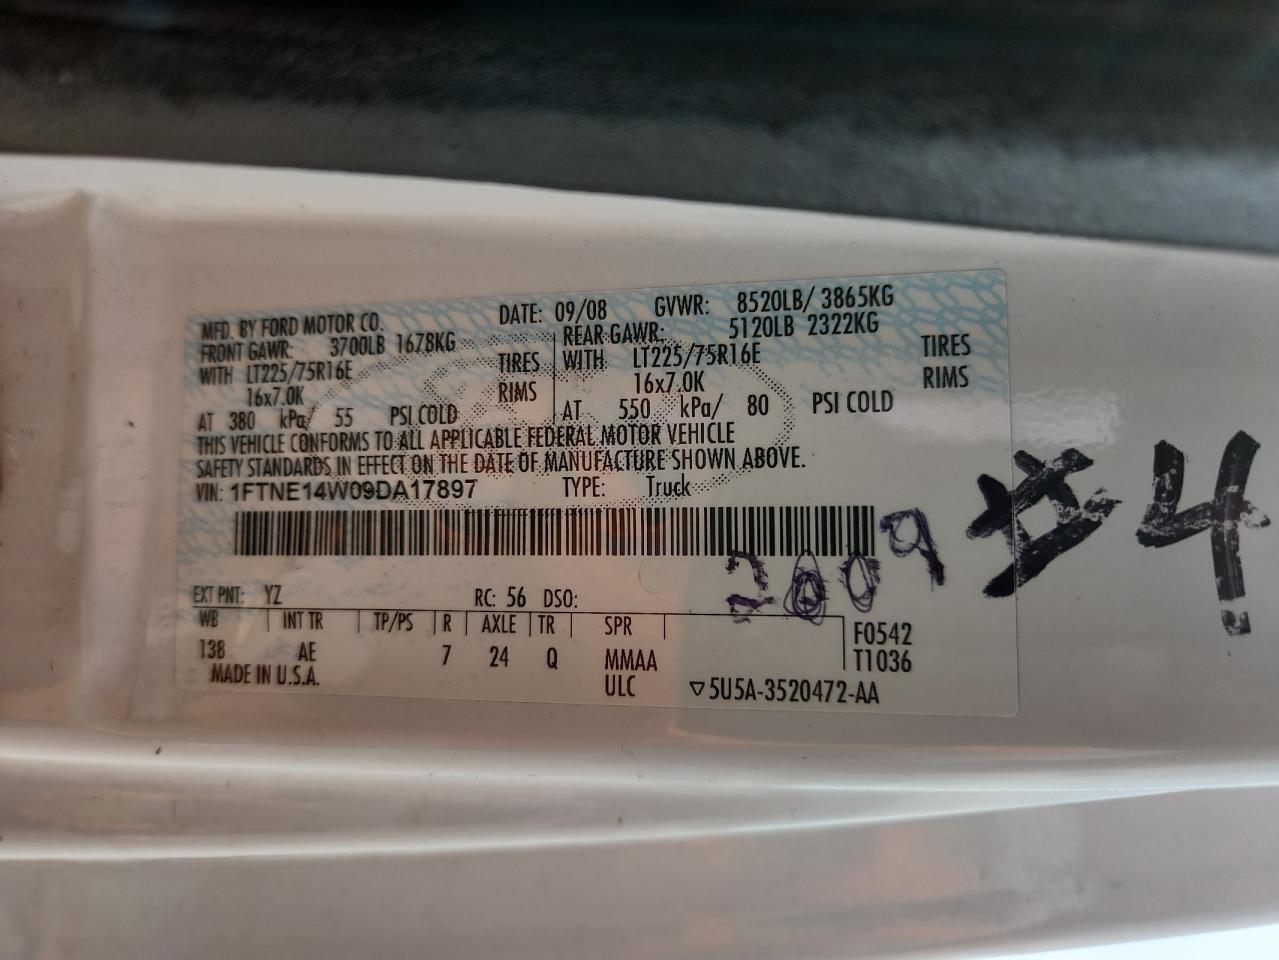 MFD. BY FORD MOTOR CO. DATE: 09/08 GVWR: 8520LB/ 3865KG
FRONT GAWR: 3700LB 1678KG REAR GAWR: 5120LB 2322KG
WITH LT225/75R16E TIRES WITH LT225/75R16E TIRES
16x7.0K RIMS 16x7.0K RIMS
AT 380 kPa/ 55 PSI COLD AT 550 kPa/ 80 PSI COLD
THIS VEHICLE CONFORMS TO ALL APPLICABLE FEDERAL MOTOR VEHICLE
SAFETY STANDARDS IN EFFECT ON THE DATE OF MANUFACTURE SHOWN ABOVE.
VIN: 1FTNE14W09DA17897 TYPE: Truck
#4
2009
EXT PNT: YZ RC: 56 DSO:
WB INT TR TP/PS R AXLE TR SPR F0542
138 AE 7 24 Q MMAA T1036
MADE IN U.S.A. ULC ▽5U5A-3520472-AA